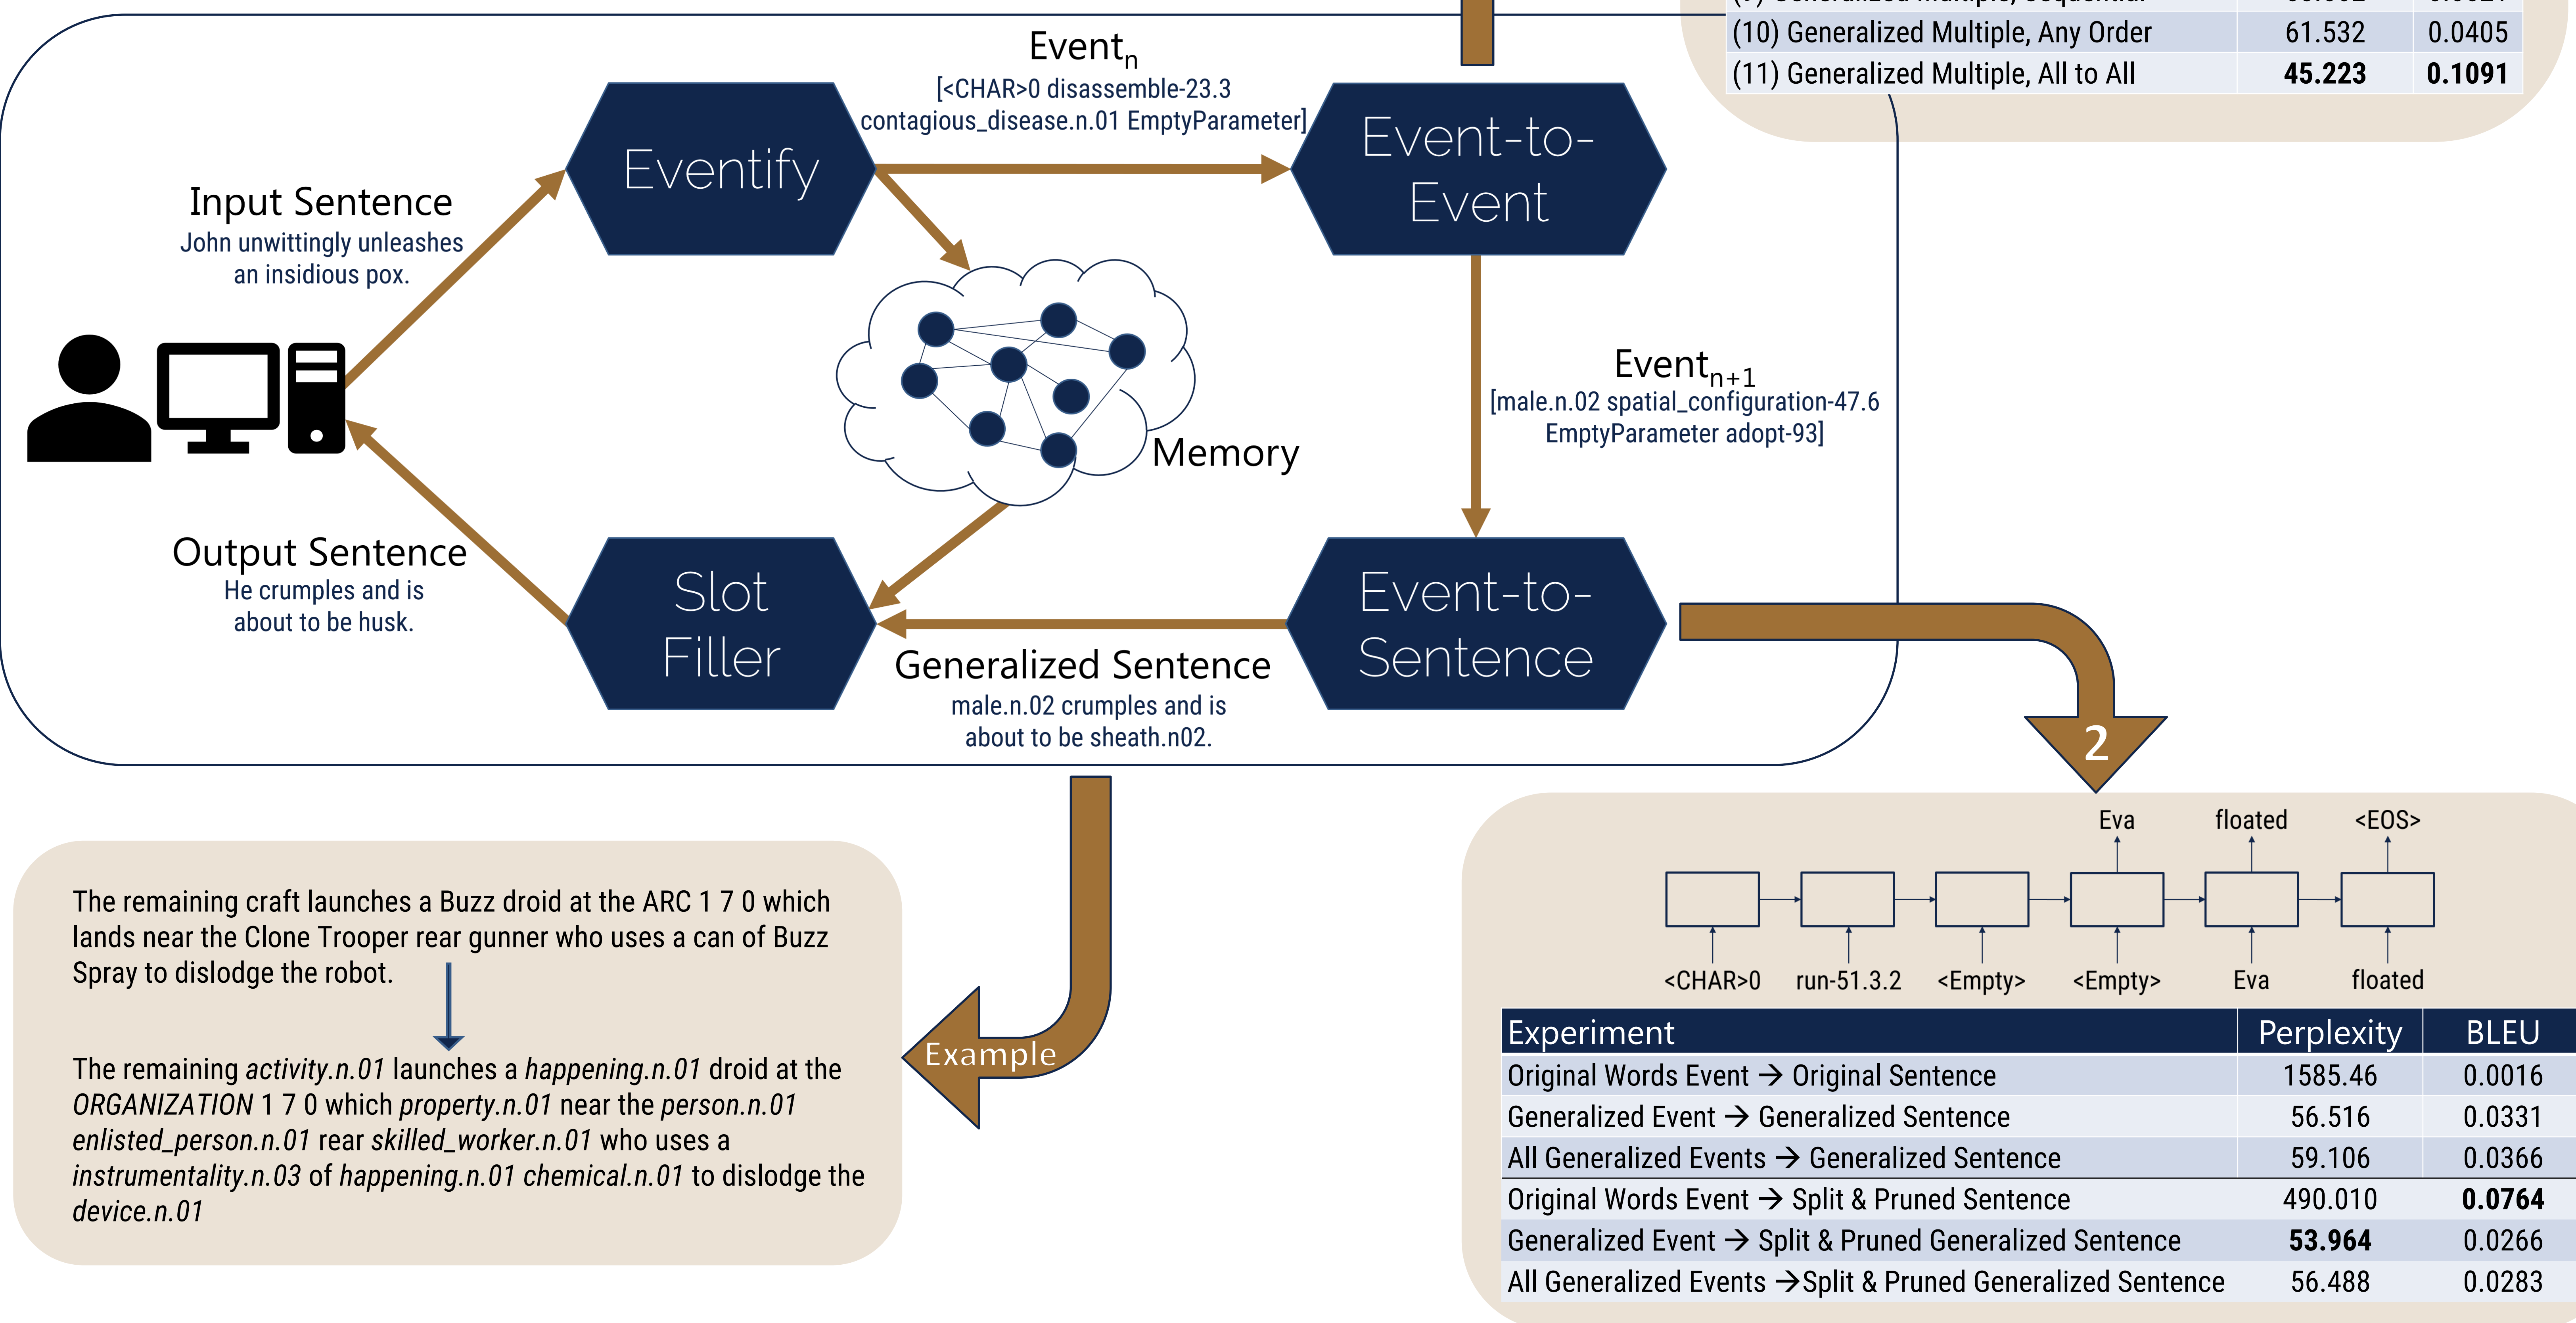 (10) Generalized Multiple, Any Order 61.532 0.0405
(11) Generalized Multiple, All to All 45.223 0.1091
Event n
[<CHAR>0 disassemble-23.3
contagious_disease.n.01 EmptyParameter]
Eventify
Event-to-
Event
Input Sentence
John unwittingly unleashes
an insidious pox.
Memory
Event n+1
[male.n.02 spatial_configuration-47.6
EmptyParameter adopt-93]
Output Sentence
He crumples and is
about to be husk.
Slot
Filler
Event-to-
Sentence
Generalized Sentence
male.n.02 crumples and is
about to be sheath.n02.
2
Example
The remaining craft launches a Buzz droid at the ARC 1 7 0 which
lands near the Clone Trooper rear gunner who uses a can of Buzz
Spray to dislodge the robot.
The remaining activity.n.01 launches a happening.n.01 droid at the
ORGANIZATION 1 7 0 which property.n.01 near the person.n.01
enlisted_person.n.01 rear skilled_worker.n.01 who uses a
instrumentality.n.03 of happening.n.01 chemical.n.01 to dislodge the
device.n.01
Eva floated <EOS>
<CHAR>0 run-51.3.2 <Empty> <Empty> Eva floated
Experiment Perplexity BLEU
Original Words Event → Original Sentence 1585.46 0.0016
Generalized Event → Generalized Sentence 56.516 0.0331
All Generalized Events → Generalized Sentence 59.106 0.0366
Original Words Event → Split & Pruned Sentence 490.010 0.0764
Generalized Event → Split & Pruned Generalized Sentence 53.964 0.0266
All Generalized Events →Split & Pruned Generalized Sentence 56.488 0.0283